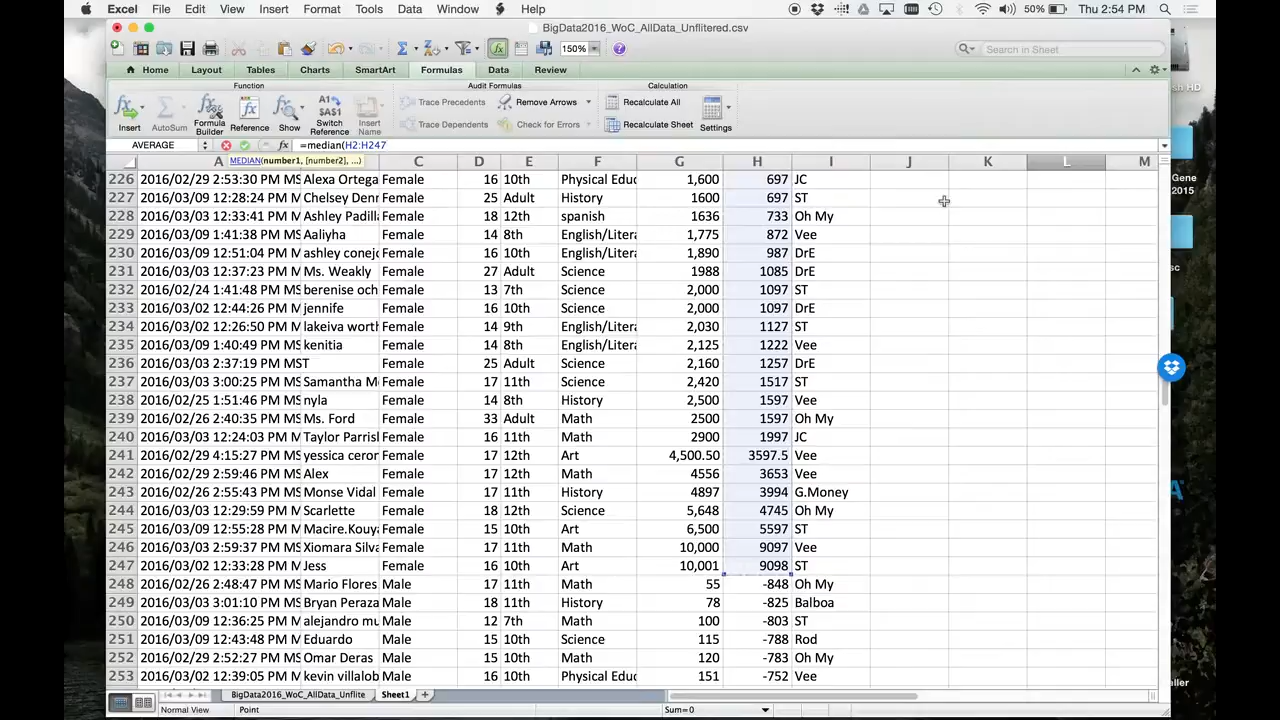 Excel File Edit View Insert Format Tools Data Window Help 50% Thu 2:54 PM
BigData2016_WoC_AllData_Unflitered.csv
150% Search in Sheet
Home Layout Tables Charts SmartArt Formulas Data Review
Function Audit Formulas Calculation
Insert AutoSum Formula Builder Reference Show Switch Reference Insert Name Trace Precedents Remove Arrows Recalculate All Settings
Trace Dependents Check for Errors Recalculate Sheet
AVERAGE =median(H2:H247
MEDIAN(number1, [number2], ...)
A C D E F G H I J K L M
226 2016/02/29 2:53:30 PM MS Alexa Ortega Female 16 10th Physical Educ 1,600 697 JC
227 2016/03/09 12:28:24 PM M Chelsey Denn Female 25 Adult History 1600 697 ST
228 2016/03/03 12:33:41 PM M Ashley Padill Female 18 12th spanish 1636 733 Oh My
229 2016/03/09 1:41:38 PM MS Aaliyha Female 14 8th English/Litera 1,775 872 Vee
230 2016/03/09 12:51:04 PM M ashley conejo Female 16 10th English/Litera 1,890 987 DrE
231 2016/03/03 12:37:23 PM M Ms. Weakly Female 27 Adult Science 1988 1085 DrE
232 2016/02/24 1:41:48 PM MS berenise och Female 13 7th Science 2,000 1097 ST
233 2016/03/02 12:44:26 PM M jennife Female 16 10th Science 2,000 1097 DrE
234 2016/03/09 12:26:50 PM M lakeiva wort Female 14 9th English/Litera 2,030 1127 ST
235 2016/03/09 1:40:49 PM MS kenitia Female 14 8th English/Litera 2,125 1222 Vee
236 2016/03/03 2:37:19 PM MST Female 25 Adult Science 2,160 1257 DrE
237 2016/03/03 3:00:25 PM MS Samantha M Female 17 11th Science 2,420 1517 ST
238 2016/02/25 1:51:46 PM MS nyla Female 14 8th History 2,500 1597 Vee
239 2016/02/26 2:40:35 PM MS Ms. Ford Female 33 Adult Math 2500 1597 Oh My
240 2016/03/03 12:24:03 PM M Taylor Parrish Female 16 11th Math 2900 1997 JC
241 2016/02/29 4:15:27 PM MS yessica ceror Female 17 12th Art 4,500.50 3597.5 Vee
242 2016/02/29 2:59:46 PM MS Alex Female 17 12th Math 4556 3653 Vee
243 2016/02/26 2:55:43 PM MS Monse Vidal Female 17 11th History 4897 3994 G.Money
244 2016/03/03 12:29:59 PM M Scarlette Female 18 12th Science 5,648 4745 Oh My
245 2016/03/09 12:55:28 PM M Macire.Kouy Female 15 10th Art 6,500 5597 ST
246 2016/03/03 2:59:37 PM MS Xiomara Silva Female 17 11th Math 10,000 9097 Vee
247 2016/03/02 12:33:28 PM M Jess Female 16 10th Art 10,001 9098 ST
248 2016/02/26 2:48:47 PM MS Mario Flores Male 17 11th Math 55 -848 Oh My
249 2016/03/03 3:01:10 PM MS Bryan Peraza Male 18 11th History 78 -825 Balboa
250 2016/03/09 12:36:25 PM M alejandro mu Male 12 7th Math 100 -803 ST
251 2016/03/09 12:43:48 PM M Eduardo Male 15 10th Science 115 -788 Rod
252 2016/02/29 2:52:27 PM MS Omar Deras Male 15 10th Math 120 -783 Oh My
253 kevin Male 16 10th Physical Educ 151 -752 Vee
BigData2016_WoC_AllData Sheet1
Normal View Point Sum=0
HD
Gene
2015